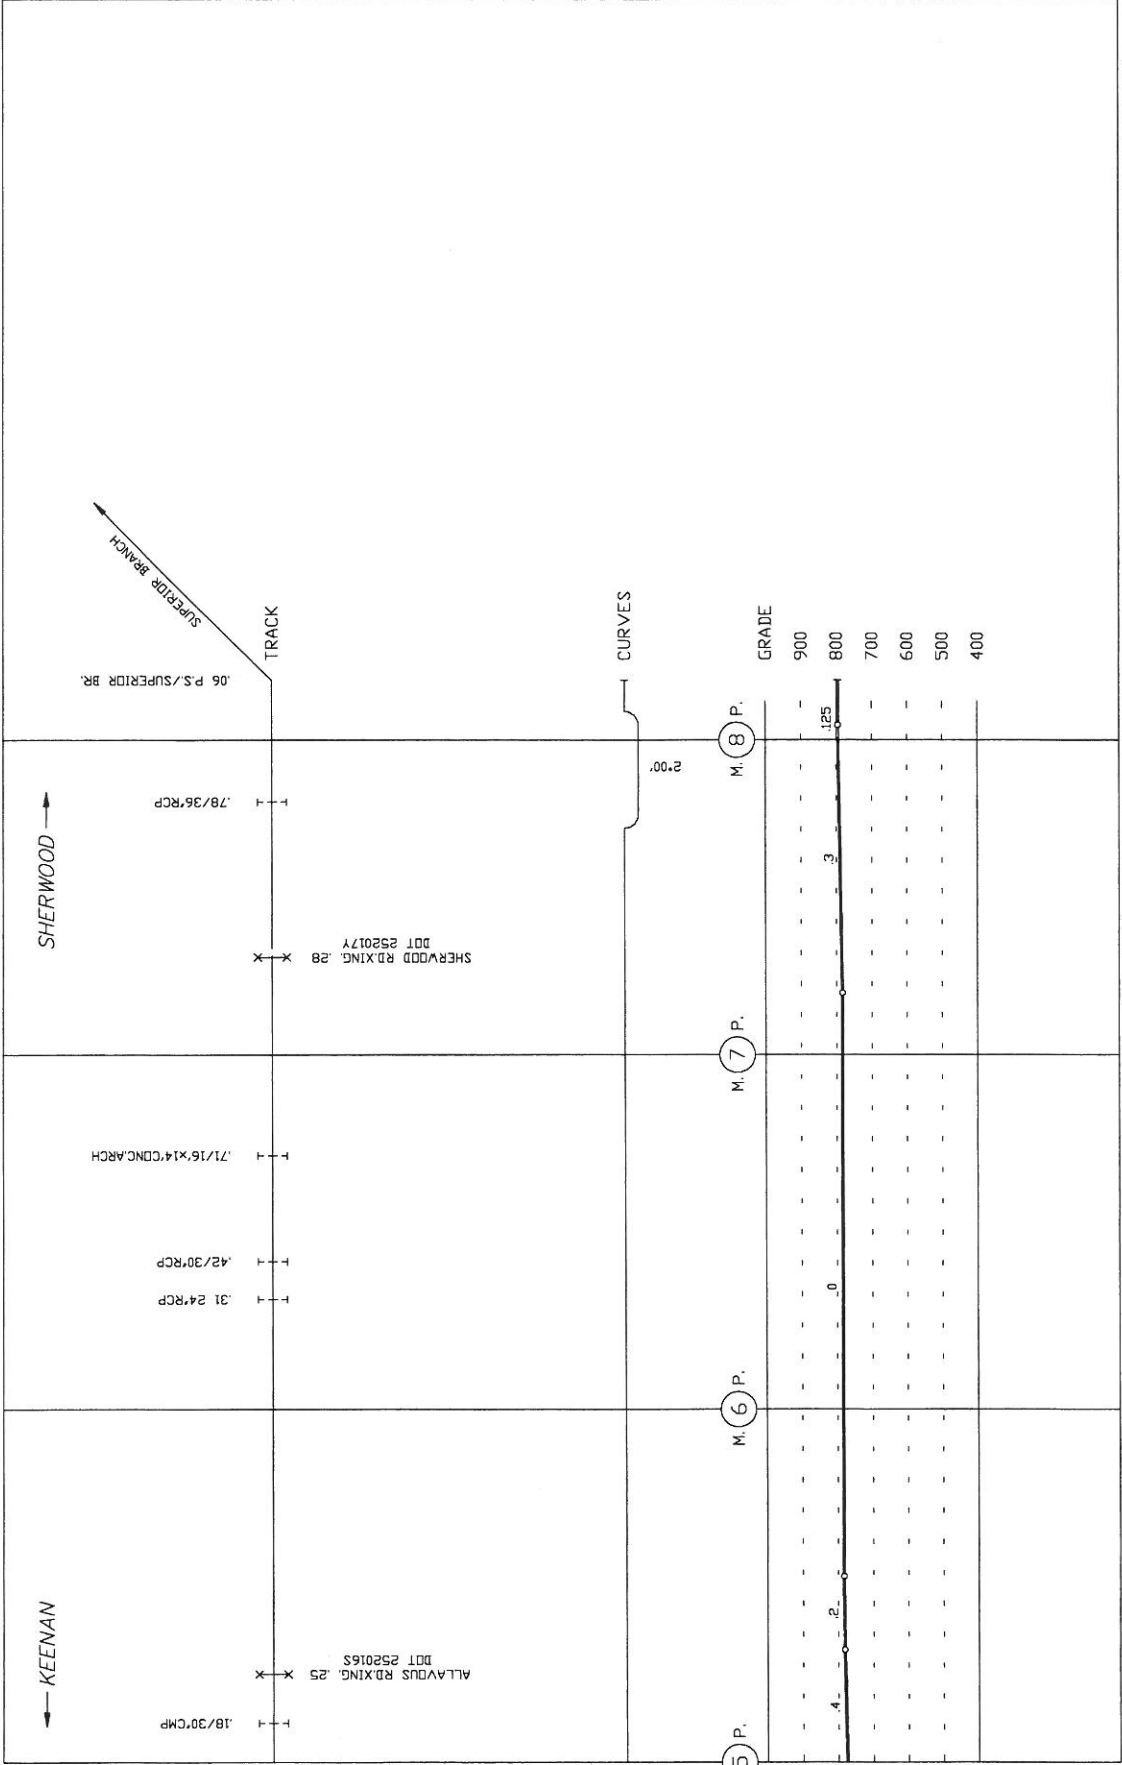 KEENAN
SHERWOOD
.18/30"CMP
.31 24"RCP
.42/30"RCP
.71/16'x14'CONC.ARCH
.78/36"RCP
.06 P.S./SUPERIOR BR.
SUPERIOR BRANCH
TRACK
ALLAVOUS RD.XING. .25
DOT 252016S
SHERWOOD RD.XING. .28
DOT 252017Y
CURVES
2°00'
5 P.
M. 6 P.
M. 7 P.
M. 8 P.
GRADE
900
800
700
600
500
400
.4
.2
0
.3
.125